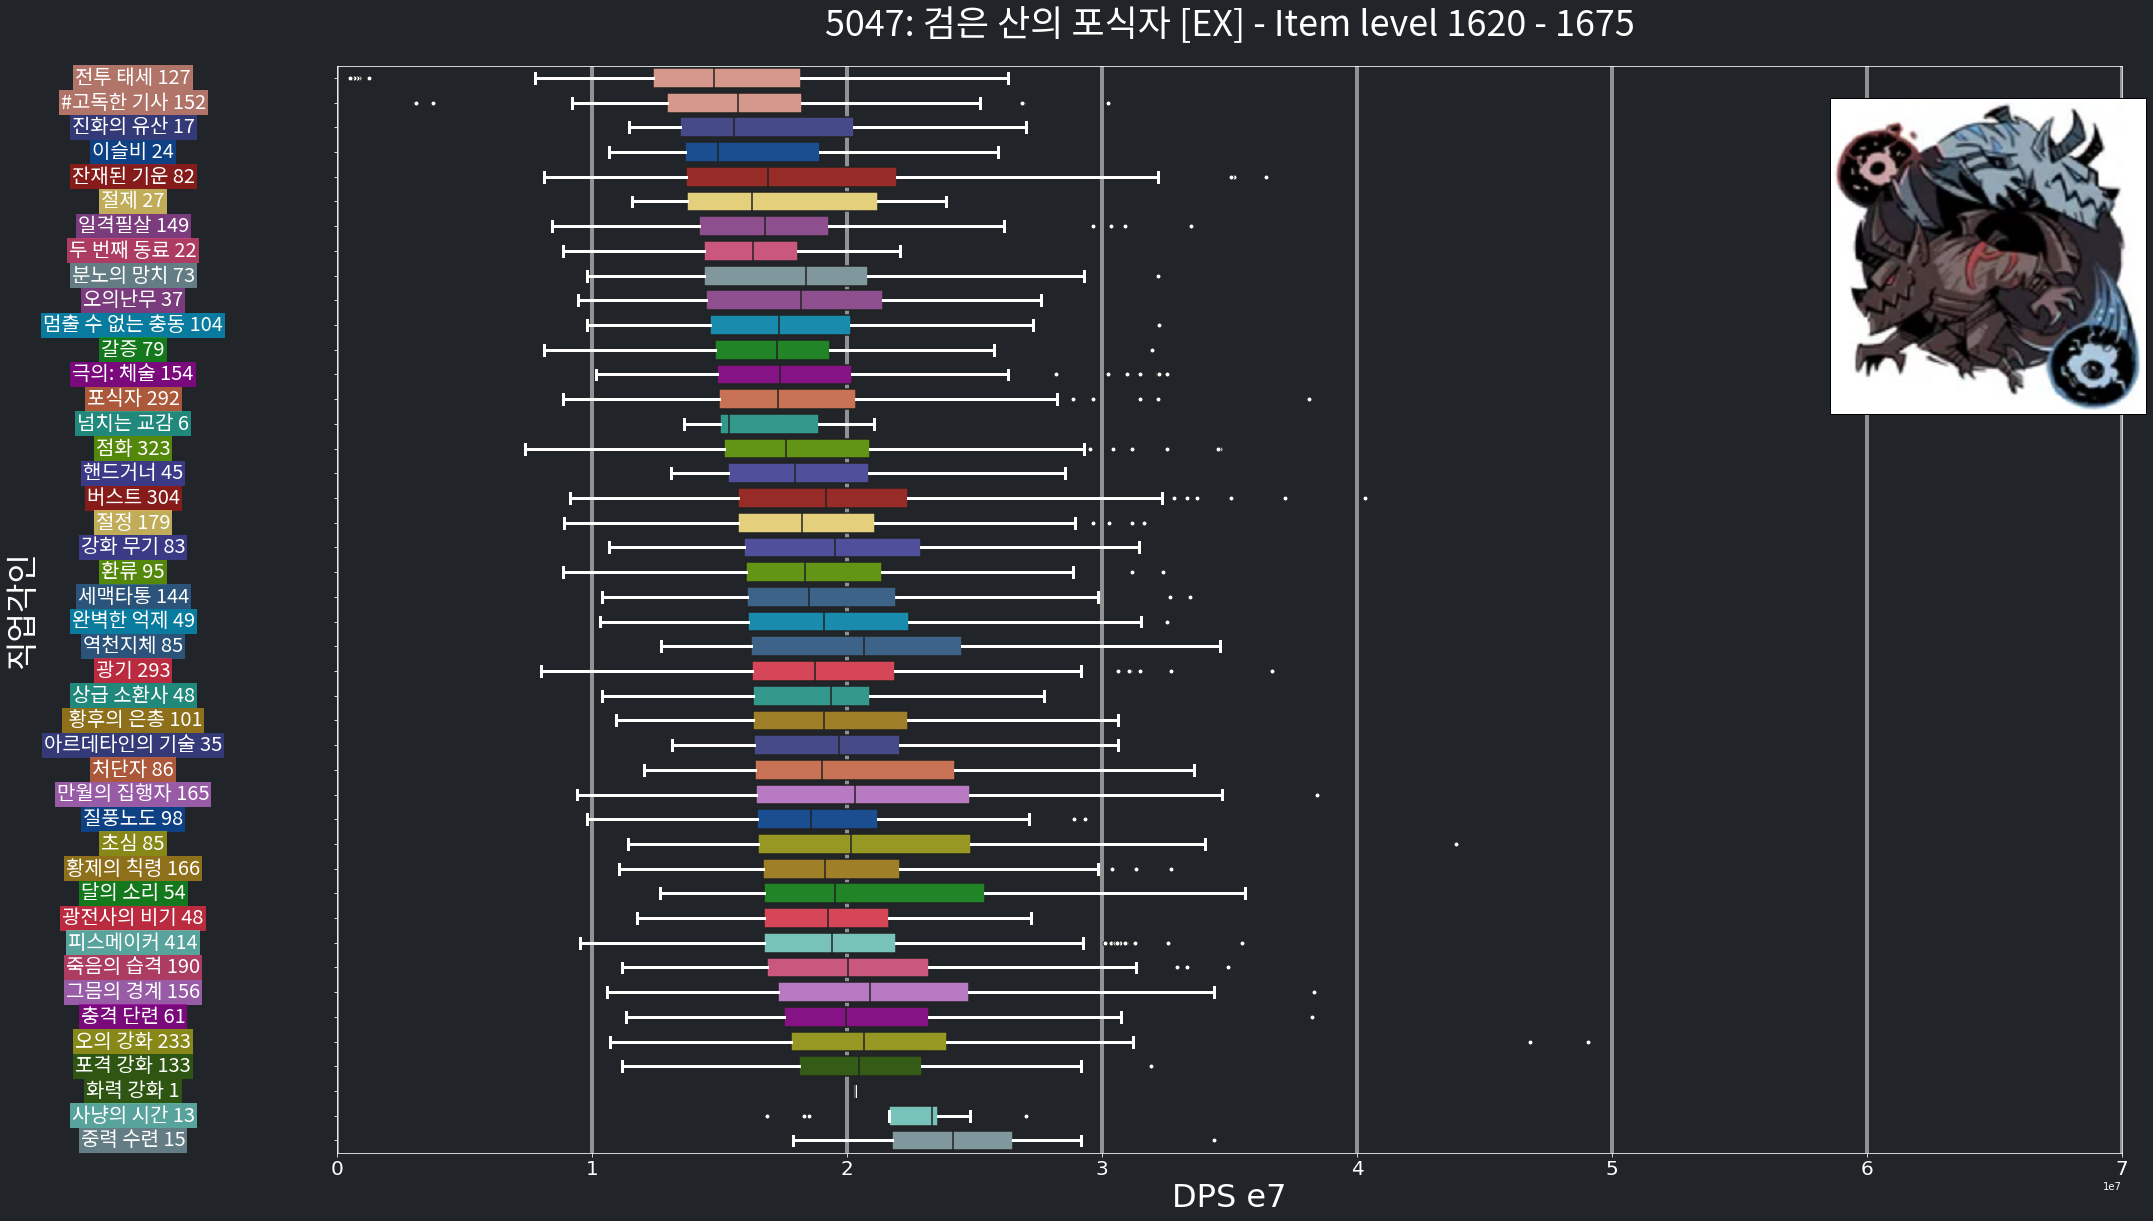 5047: 검은 산의 포식자 [EX] - Item level 1620 - 1675
전투 태세 127
#고독한 기사 152
진화의 유산 17
이슬비 24
잔재된 기운 82
절제 27
일격필살 149
두 번째 동료 22
분노의 망치 73
오의난무 37
멈출 수 없는 충동 104
갈증 79
극의: 체술 154
포식자 292
넘치는 교감 6
점화 323
핸드거너 45
버스트 304
절정 179
강화 무기 83
환류 95
세맥타통 144
완벽한 억제 49
역천지체 85
광기 293
상급 소환사 48
황후의 은총 101
아르데타인의 기술 35
처단자 86
만월의 집행자 165
질풍노도 98
초심 85
황제의 칙령 166
달의 소리 54
광전사의 비기 48
피스메이커 414
죽음의 습격 190
그믐의 경계 156
충격 단련 61
오의 강화 233
포격 강화 133
화력 강화 1
사냥의 시간 13
중력 수련 15
직업각인
0 1 2 3 4 5 6 7
1e7
DPS e7